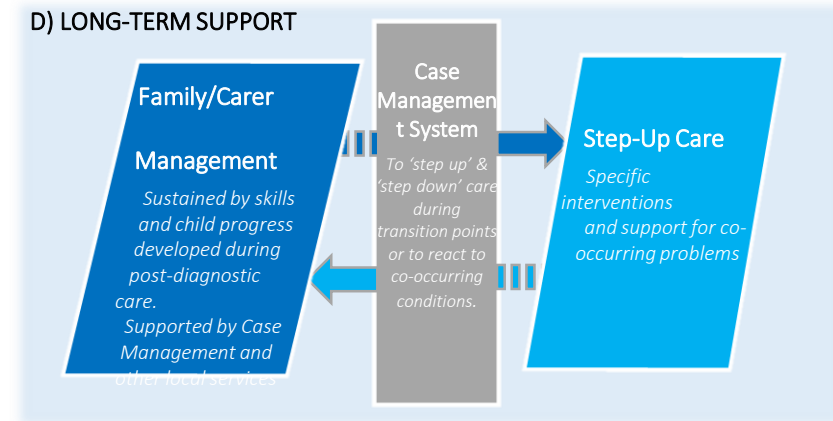 D) LONG-TERM SUPPORT
Family/Carer
Management
Sustained by skills
and child progress
developed during
post-diagnostic
care.
Supported by Case
Management and
other local services
Case
Managemen
t System
To ‘step up’ &
‘step down’ care
during
transition points
or to react to
co-occurring
conditions.
Step-Up Care
Specific
interventions
and support for co-
occurring problems